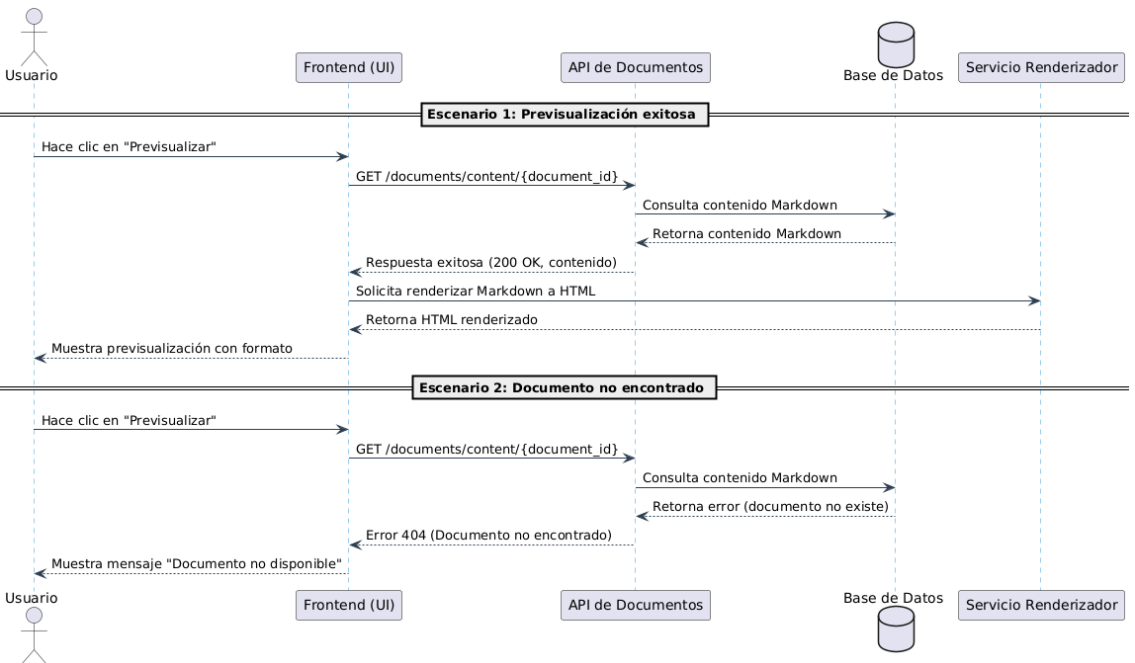 Usuario
Frontend (UI)
API de Documentos
Base de Datos
Servicio Renderizador
Escenario 1: Previsualización exitosa
Hace clic en "Previsualizar"
GET /documents/content/{document_id}
Consulta contenido Markdown
Retorna contenido Markdown
Respuesta exitosa (200 OK, contenido)
Solicita renderizar Markdown a HTML
Retorna HTML renderizado
Muestra previsualización con formato
Escenario 2: Documento no encontrado
Hace clic en "Previsualizar"
GET /documents/content/{document_id}
Consulta contenido Markdown
Retorna error (documento no existe)
Error 404 (Documento no encontrado)
Muestra mensaje "Documento no disponible"
Usuario
Frontend (UI)
API de Documentos
Base de Datos
Servicio Renderizador